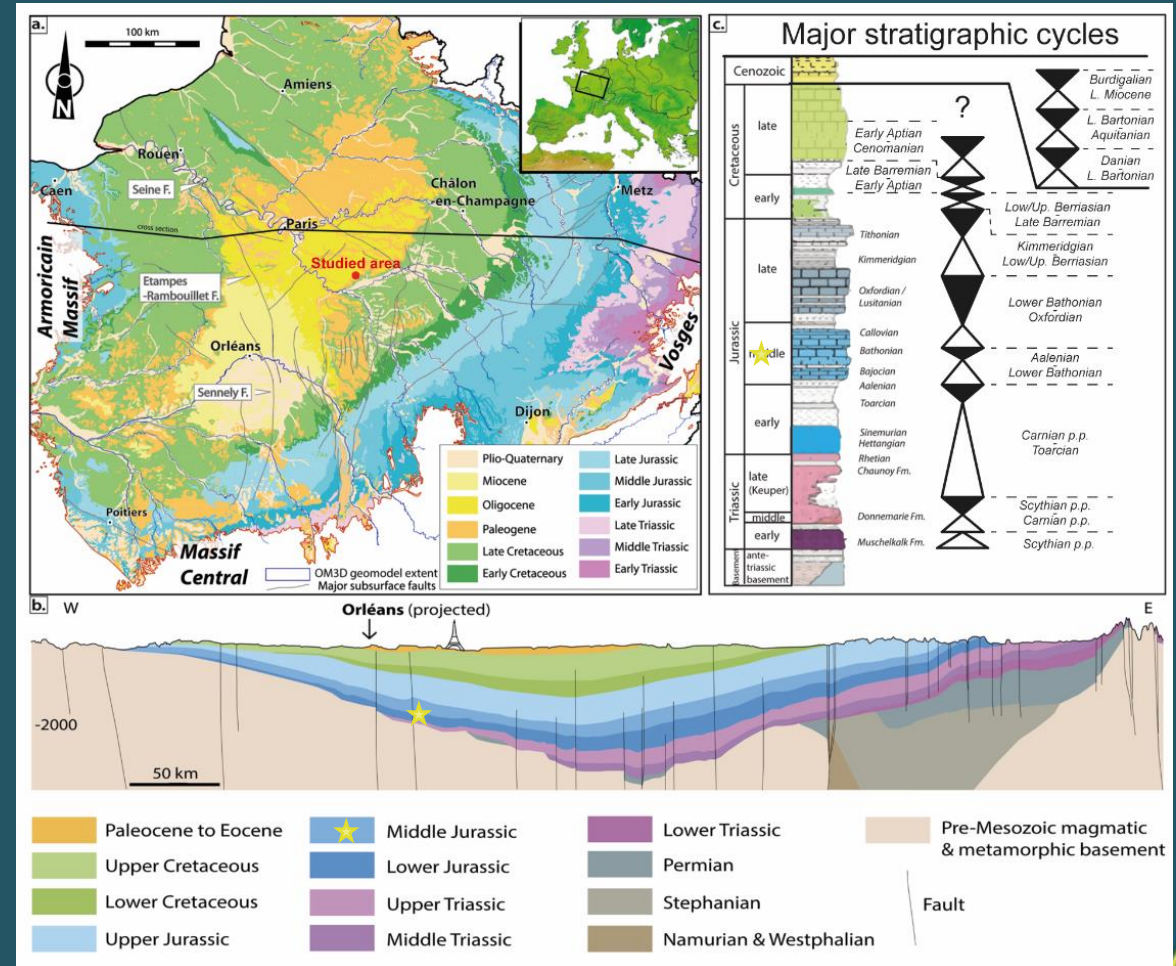 a.
100 km
N
Amiens
Rouen
Seine F.
Caen
Châlon
-en-Champagne
Metz
cross section
Paris
Studied area
Armoricain
Massif
Etampes
-Rambouillet F.
Orléans
Sennely F.
Vosges
Dijon
Poitiers
Massif
Central
Plio-Quaternary
Miocene
Oligocene
Paleogene
Late Cretaceous
Early Cretaceous
Late Jurassic
Middle Jurassic
Early Jurassic
Late Triassic
Middle Triassic
Early Triassic
OM3D geomodel extent
Major subsurface faults
c.
Major stratigraphic cycles
Cenozoic
Cretaceous
late
early
Jurassic
late
middle
early
Triassic
late
(Keuper)
middle
early
Basement
ante-
triassic
basement
Tithonian
Kimmeridgian
Oxfordian /
Lusitanian
Callovian
Bathonian
Bajocian
Aalenian
Toarcian
Sinemurian
Hettangian
Rhetian
Chaunoy Fm.
Donnemarie Fm.
Muschelkalk Fm.
Early Aptian
Cenomanian
Late Barremian
Early Aptian
?
Burdigalian
L. Miocene
L. Bartonian
Aquitanian
Danian
L. Bartonian
Low/Up. Berriasian
Late Barremian
Kimmeridgian
Low/Up. Berriasian
Lower Bathonian
Oxfordian
Aalenian
Lower Bathonian
Carnian p.p.
Toarcian
Scythian p.p.
Carnian p.p.
Scythian p.p.
b.
W
Orléans (projected)
E
-2000
50 km
Paleocene to Eocene
Upper Cretaceous
Lower Cretaceous
Upper Jurassic
Middle Jurassic
Lower Jurassic
Upper Triassic
Middle Triassic
Lower Triassic
Permian
Stephanian
Namurian & Westphalian
Pre-Mesozoic magmatic
& metamorphic basement
Fault